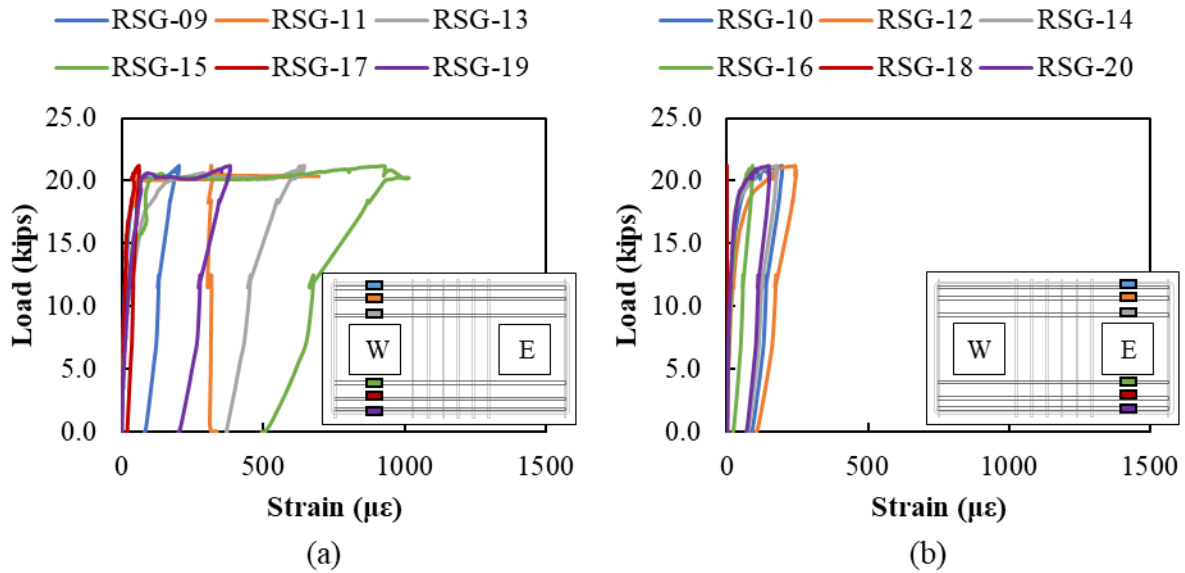 RSG-09 RSG-11 RSG-13
RSG-15 RSG-17 RSG-19
25.0
20.0
15.0
10.0
5.0
0.0
Load (kips)
W E
0 500 1000 1500
Strain (με)
(a)
RSG-10 RSG-12 RSG-14
RSG-16 RSG-18 RSG-20
25.0
20.0
15.0
10.0
5.0
0.0
Load (kips)
W E
0 500 1000 1500
Strain (με)
(b)